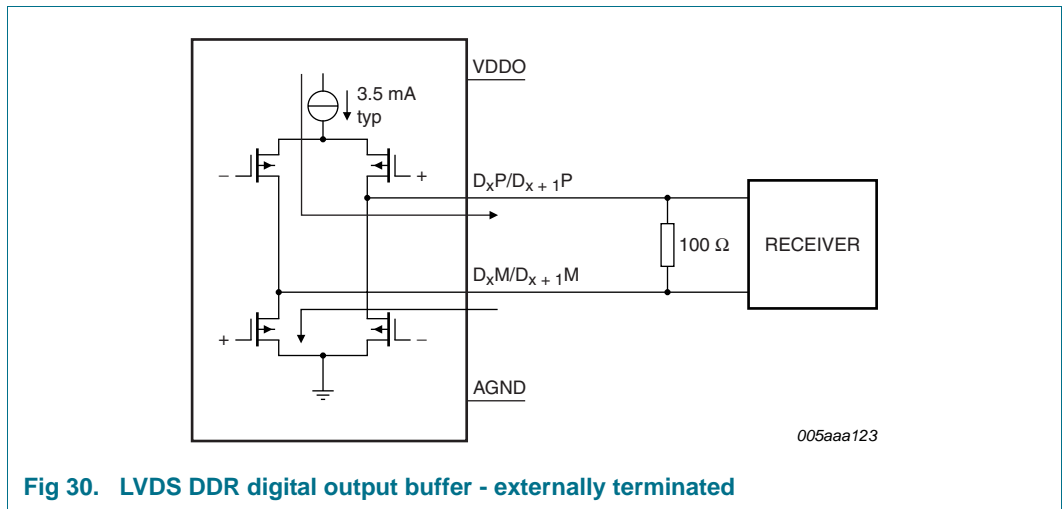 VDDO
3.5 mA
typ
– +
DxP/Dx + 1P
100 Ω RECEIVER
DxM/Dx + 1M
+ –
AGND
005aaa123
Fig 30. LVDS DDR digital output buffer - externally terminated